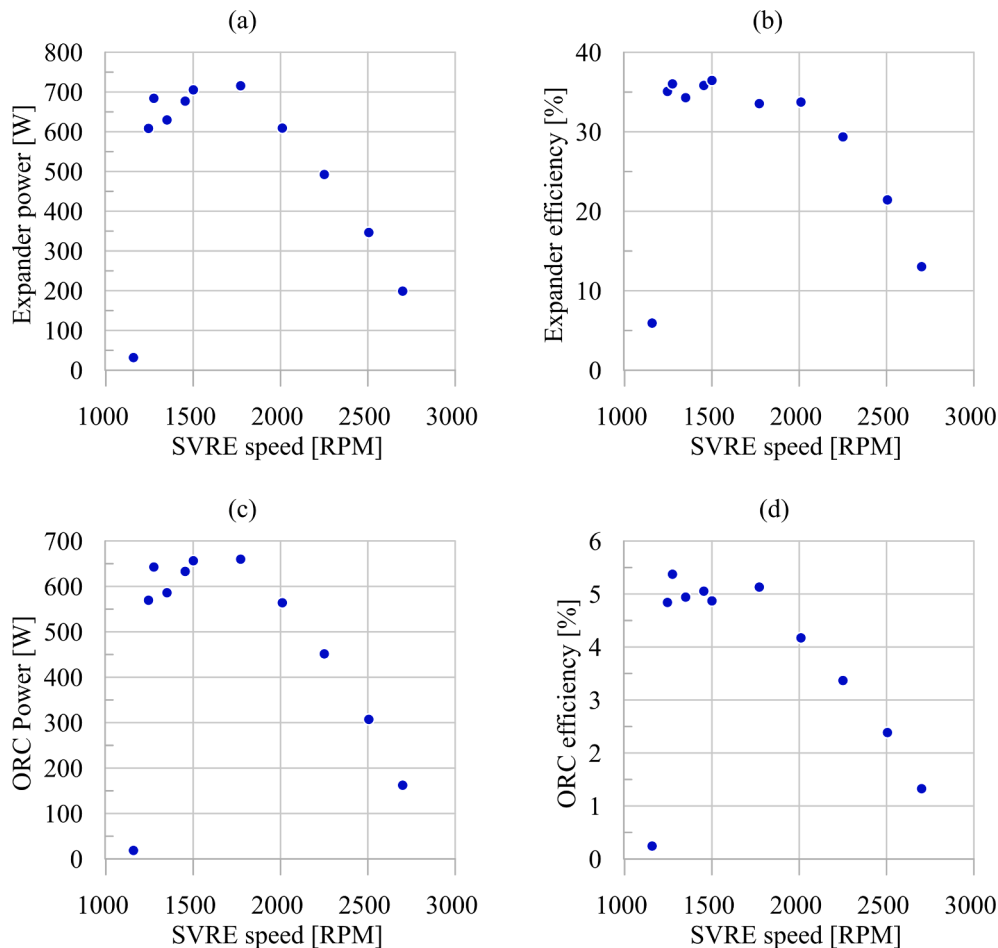 (a)
Expander power [W]
800
700
600
500
400
300
200
100
0
1000 1500 2000 2500 3000
SVRE speed [RPM]
(b)
Expander efficiency [%]
40
30
20
10
0
1000 1500 2000 2500 3000
SVRE speed [RPM]
(c)
ORC Power [W]
700
600
500
400
300
200
100
0
1000 1500 2000 2500 3000
SVRE speed [RPM]
(d)
ORC efficiency [%]
6
5
4
3
2
1
0
1000 1500 2000 2500 3000
SVRE speed [RPM]